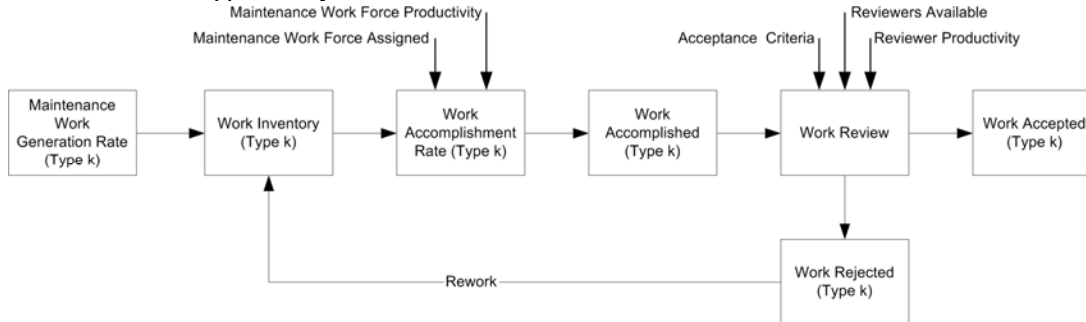 Maintenance Work Force Productivity
Maintenance Work Force Assigned
Reviewers Available
Acceptance Criteria
Reviewer Productivity
Maintenance
Work
Generation Rate
(Type k)
Work Inventory
(Type k)
Work
Accomplishment
Rate (Type k)
Work
Accomplished
(Type k)
Work Review
Work Accepted
(Type k)
Work Rejected
(Type k)
Rework